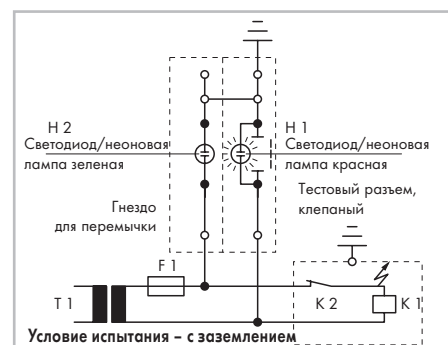 H 2
Светодиод/неоновая
лампа зеленая
H 1
Светодиод/неоновая
лампа красная
Тестовый разъем,
клепаный
Гнездо
для перемычки
F 1
T 1
K 2
K 1
Условие испытания – с заземлением